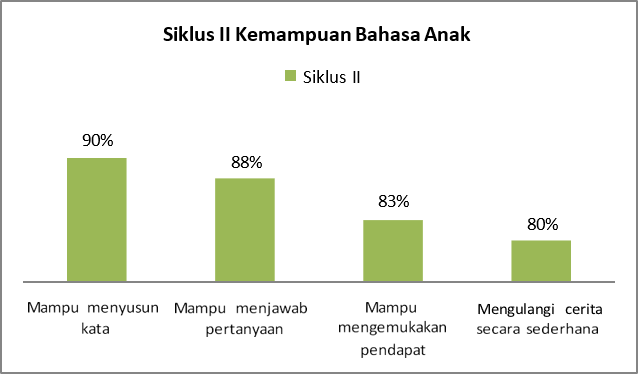 Siklus II Kemampuan Bahasa Anak
Siklus II
90%
88%
83%
80%
Mampu menyusun
kata
Mampu menjawab
pertanyaan
Mampu
mengemukakan
pendapat
Mengulangi cerita
secara sederhana